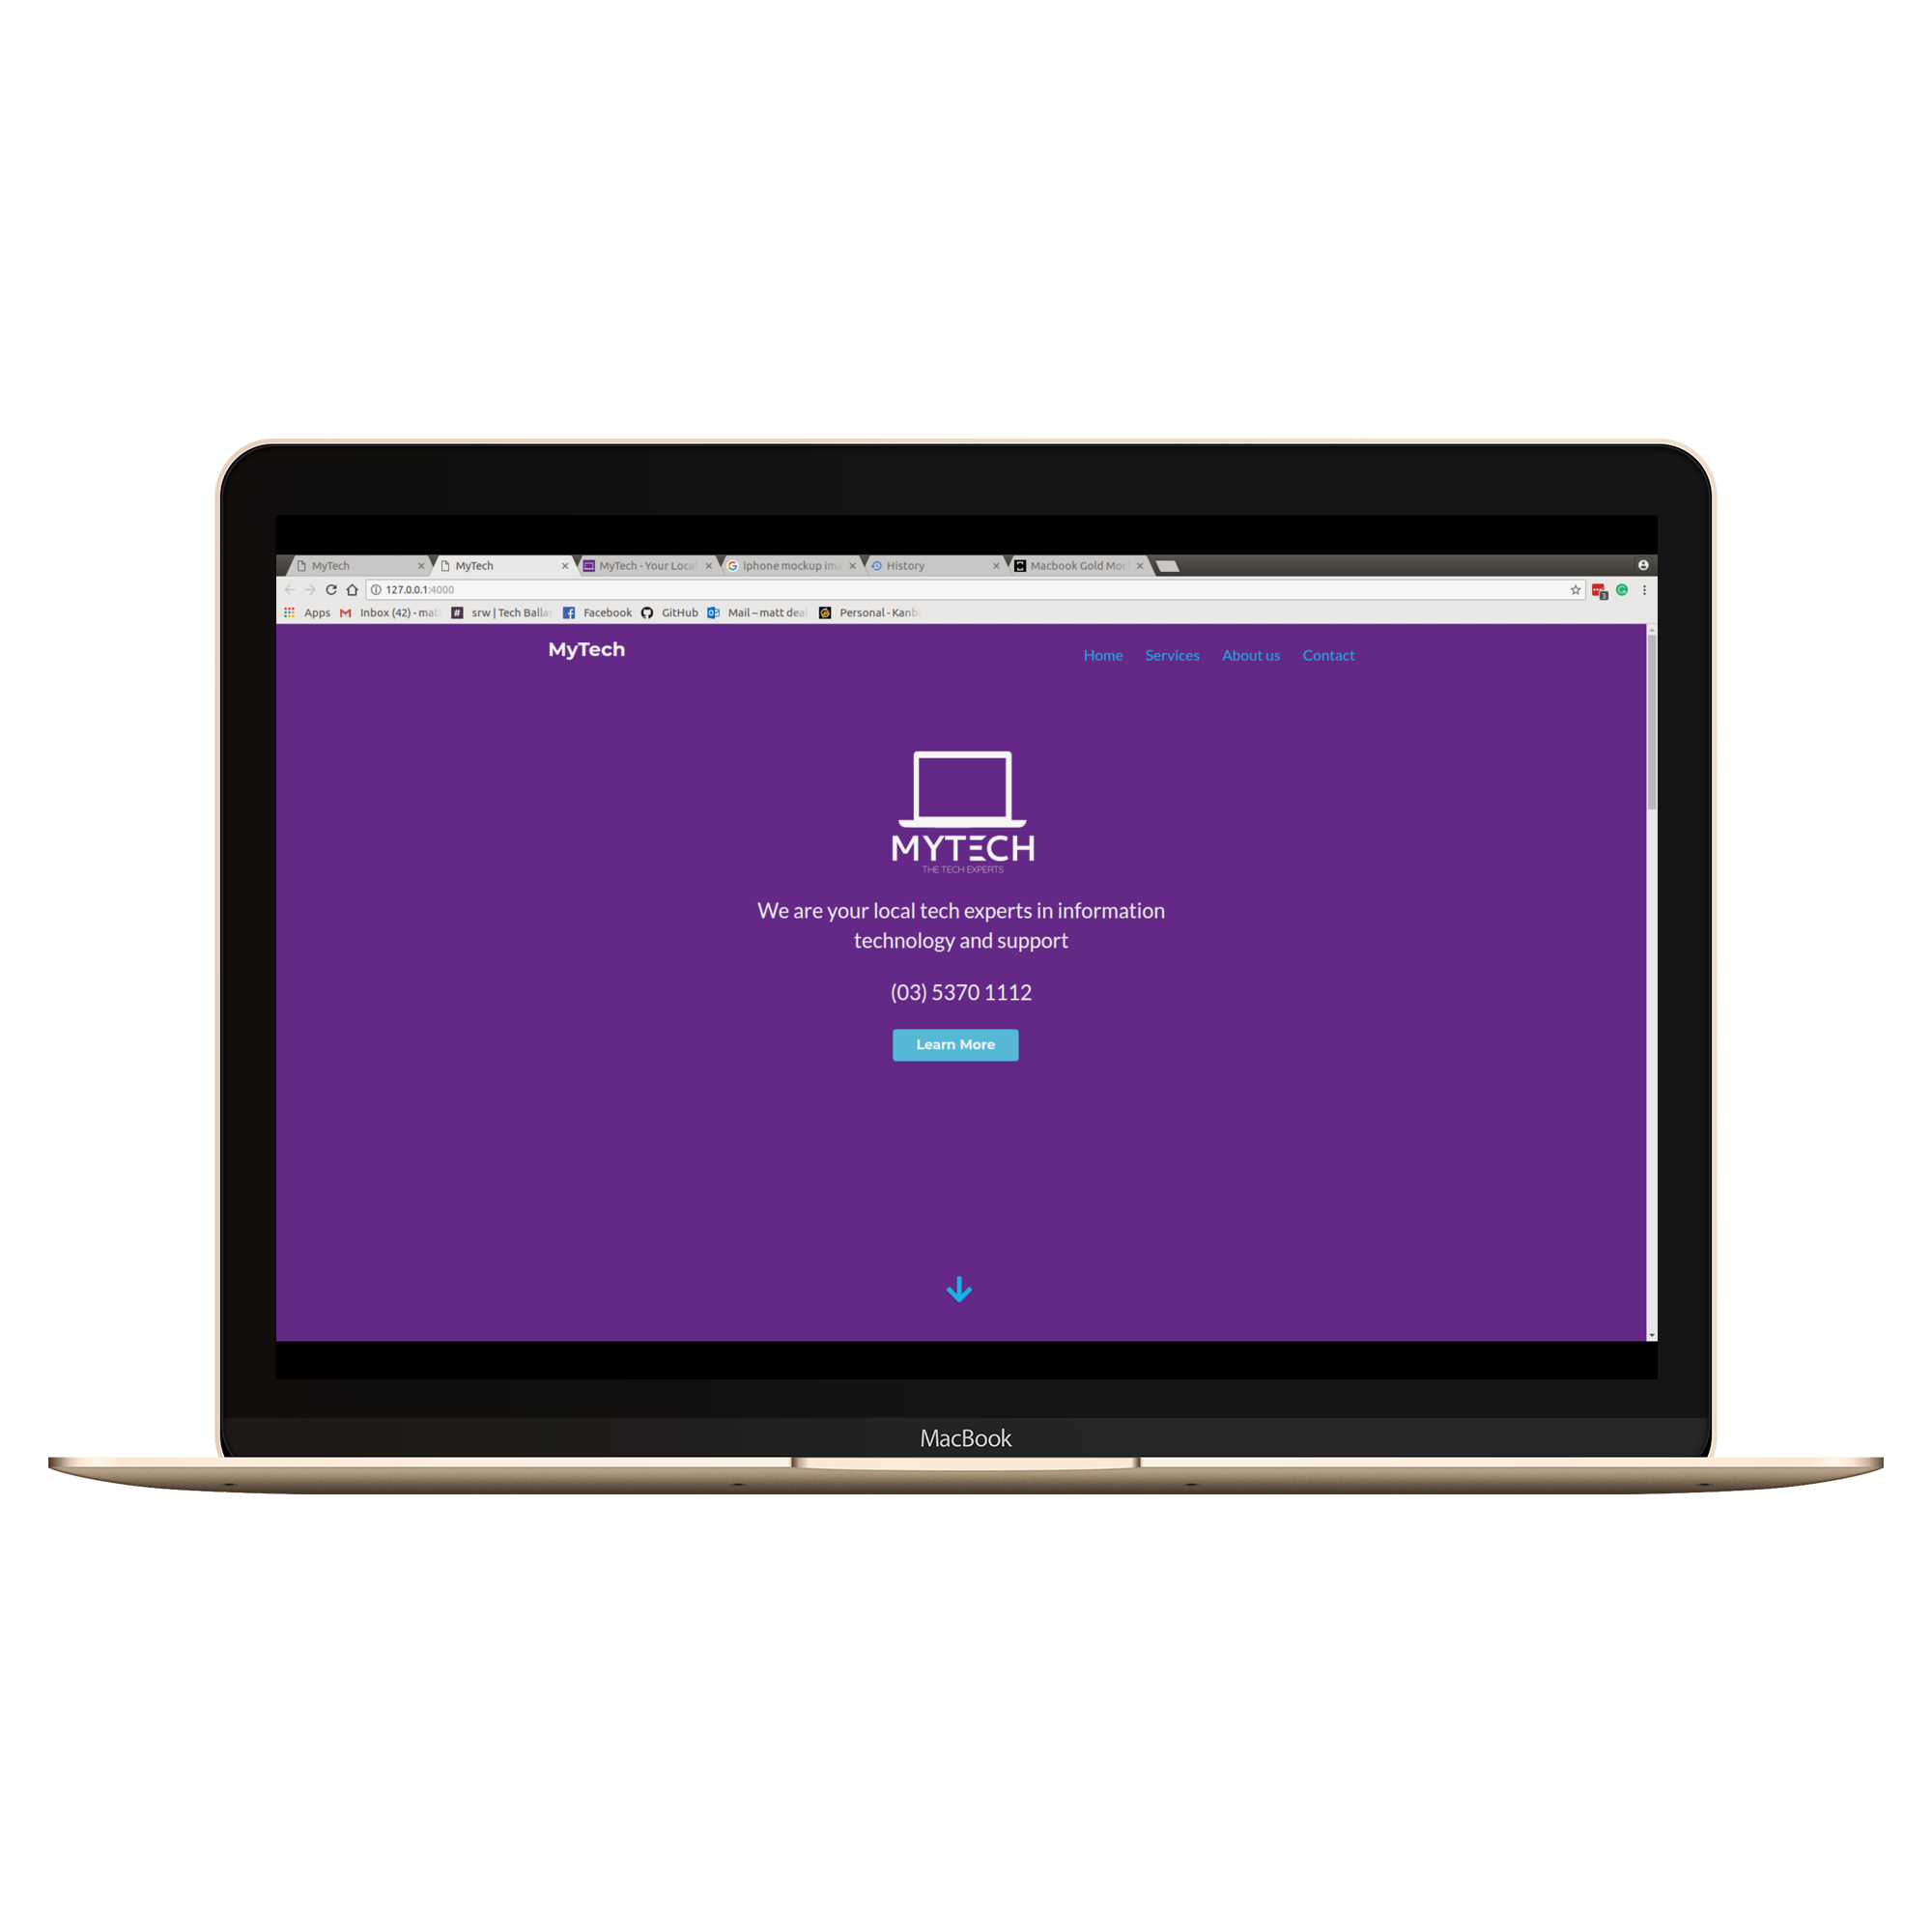 MyTech MyTech MyTech - Your Local iphone mockup ima History Macbook Gold Moc
127.0.0.1:4000
Apps Inbox (42) - mat srw | Tech Balla Facebook GitHub Mail – matt deal Personal - Kanb
MyTech Home Services About us Contact
MYTECH
THE TECH EXPERTS
We are your local tech experts in information
technology and support
(03) 5370 1112
Learn More
MacBook